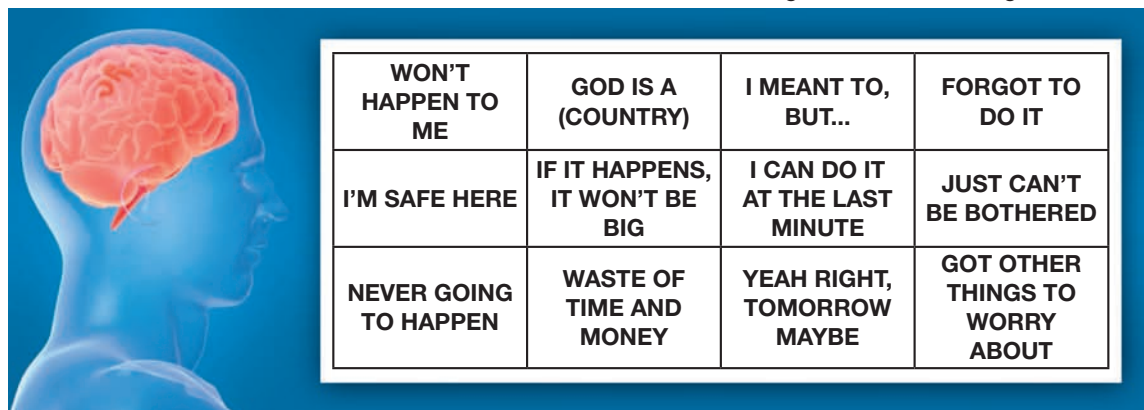 WON'T
HAPPEN TO
ME
GOD IS A
(COUNTRY)
I MEANT TO,
BUT...
FORGOT TO
DO IT
I'M SAFE HERE
IF IT HAPPENS,
IT WON'T BE
BIG
I CAN DO IT
AT THE LAST
MINUTE
JUST CAN'T
BE BOTHERED
NEVER GOING
TO HAPPEN
WASTE OF
TIME AND
MONEY
YEAH RIGHT,
TOMORROW
MAYBE
GOT OTHER
THINGS TO
WORRY
ABOUT